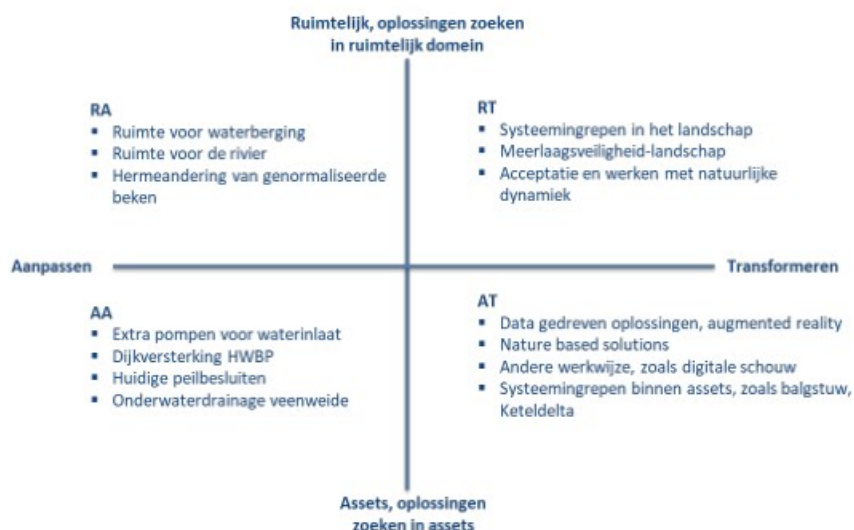 Ruimtelijk, oplossingen zoeken
in ruimtelijk domein
RA
▪ Ruimte voor waterberging
▪ Ruimte voor de rivier
▪ Hermeandering van genormaliseerde
beken
RT
▪ Systeemingrepen in het landschap
▪ Meerlaagsveiligheid-landschap
▪ Acceptatie en werken met natuurlijke
dynamiek
Aanpassen
Transformeren
AA
▪ Extra pompen voor waterinlaat
▪ Dijkversterking HWBP
▪ Huidige peilbesluiten
▪ Onderwaterdrainage veenweide
AT
▪ Data gedreven oplossingen, augmented reality
▪ Nature based solutions
▪ Andere werkwijze, zoals digitale schouw
▪ Systeemingrepen binnen assets, zoals balgstuw,
Keteldelta
Assets, oplossingen
zoeken in assets